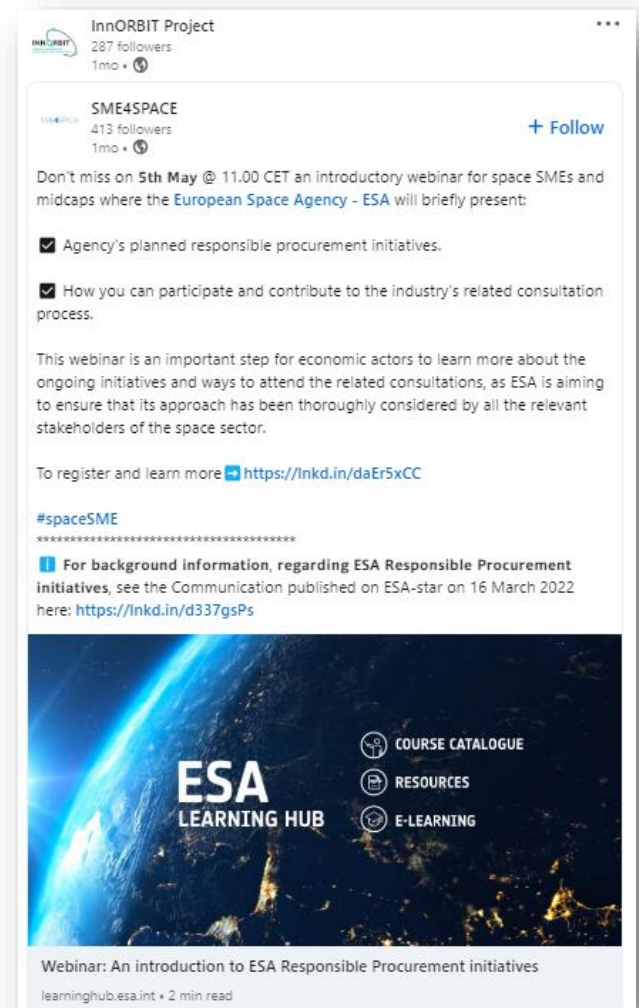 InnORBIT Project
INNORBIT
287 followers
1mo •
SME4SPACE
SME4SPACE
413 followers
1mo •
+ Follow
Don't miss on 5th May @ 11.00 CET an introductory webinar for space SMEs and
midcaps where the European Space Agency - ESA will briefly present:
☑ Agency's planned responsible procurement initiatives.
☑ How you can participate and contribute to the industry's related consultation
process.
This webinar is an important step for economic actors to learn more about the
ongoing initiatives and ways to attend the related consultations, as ESA is aiming
to ensure that its approach has been thoroughly considered by all the relevant
stakeholders of the space sector.
To register and learn more ➡ https://lnkd.in/daEr5xCC
#spaceSME
**************************************
ℹ For background information, regarding ESA Responsible Procurement
initiatives, see the Communication published on ESA-star on 16 March 2022
here: https://lnkd.in/d337gsPs
ESA
LEARNING HUB
COURSE CATALOGUE
RESOURCES
E-LEARNING
Webinar: An introduction to ESA Responsible Procurement initiatives
learninghub.esa.int • 2 min read